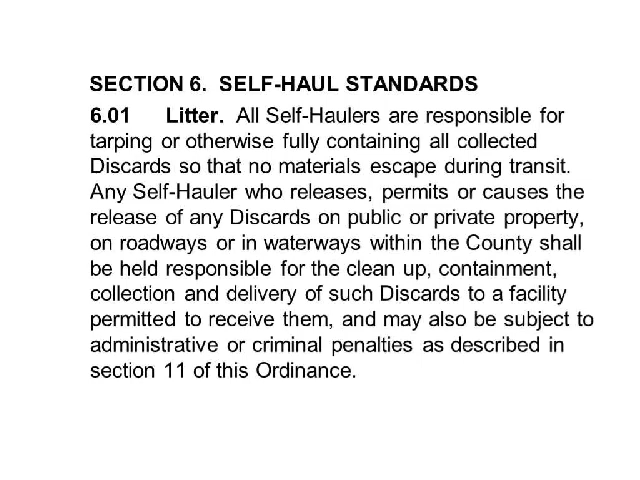 SECTION 6. SELF-HAUL STANDARDS
6.01 Litter. All Self-Haulers are responsible for
tarping or otherwise fully containing all collected
Discards so that no materials escape during transit.
Any Self-Hauler who releases, permits or causes the
release of any Discards on public or private property,
on roadways or in waterways within the County shall
be held responsible for the clean up, containment,
collection and delivery of such Discards to a facility
permitted to receive them, and may also be subject to
administrative or criminal penalties as described in
section 11 of this Ordinance.